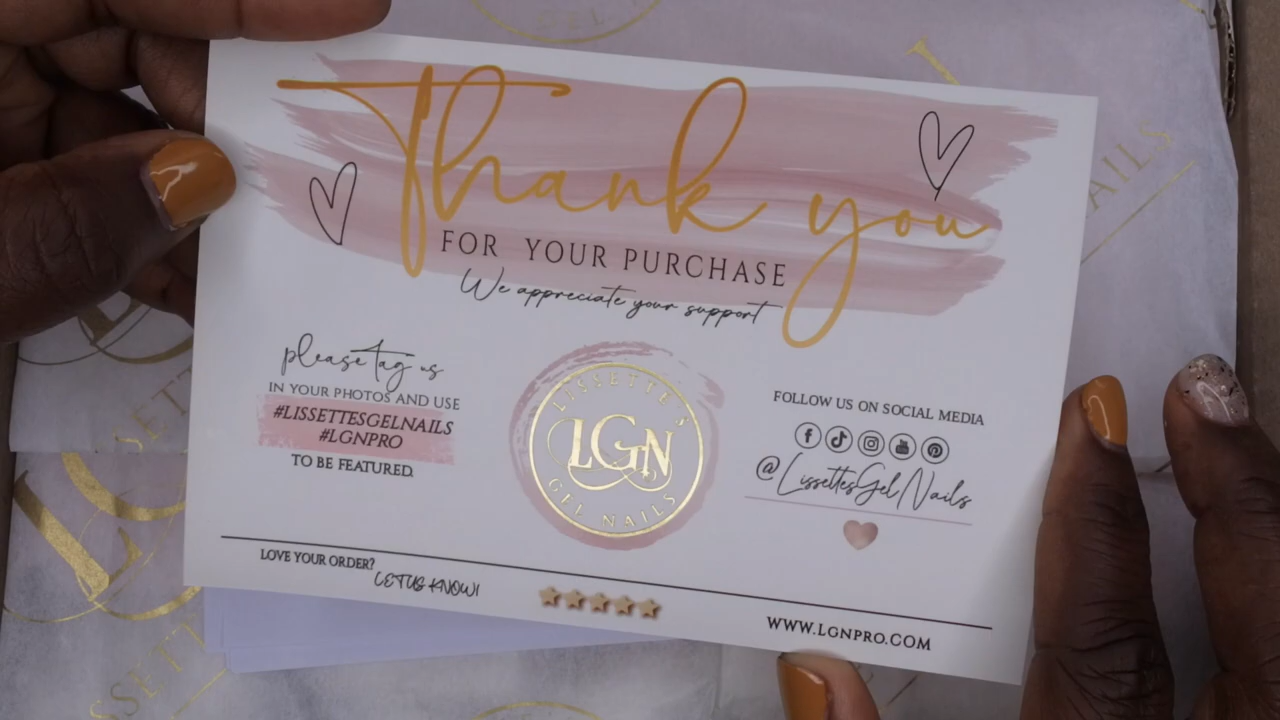 Thank you
FOR YOUR PURCHASE
We appreciate your support
please tag us
IN YOUR PHOTOS AND USE
#LISSETTESGELNAILS
#LGNPRO
TO BE FEATURED.
LISSETTE'S
LGN
GEL NAILS
FOLLOW US ON SOCIAL MEDIA
@LissettesGelNails
LOVE YOUR ORDER?
LET US KNOW!
WWW.LGNPRO.COM
NAILS